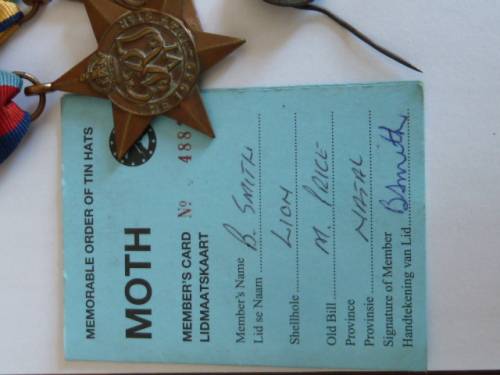 MEMORABLE ORDER OF TIN HATS
MOTH
MEMBER'S CARD № 488
LIDMAATSKAART
Member's Name B. SMITH
Lid se Naam
Shellhole LION
Old Bill M. PRICE
Province NATAL
Provinsie
Signature of Member BSmith
Handtekening van Lid